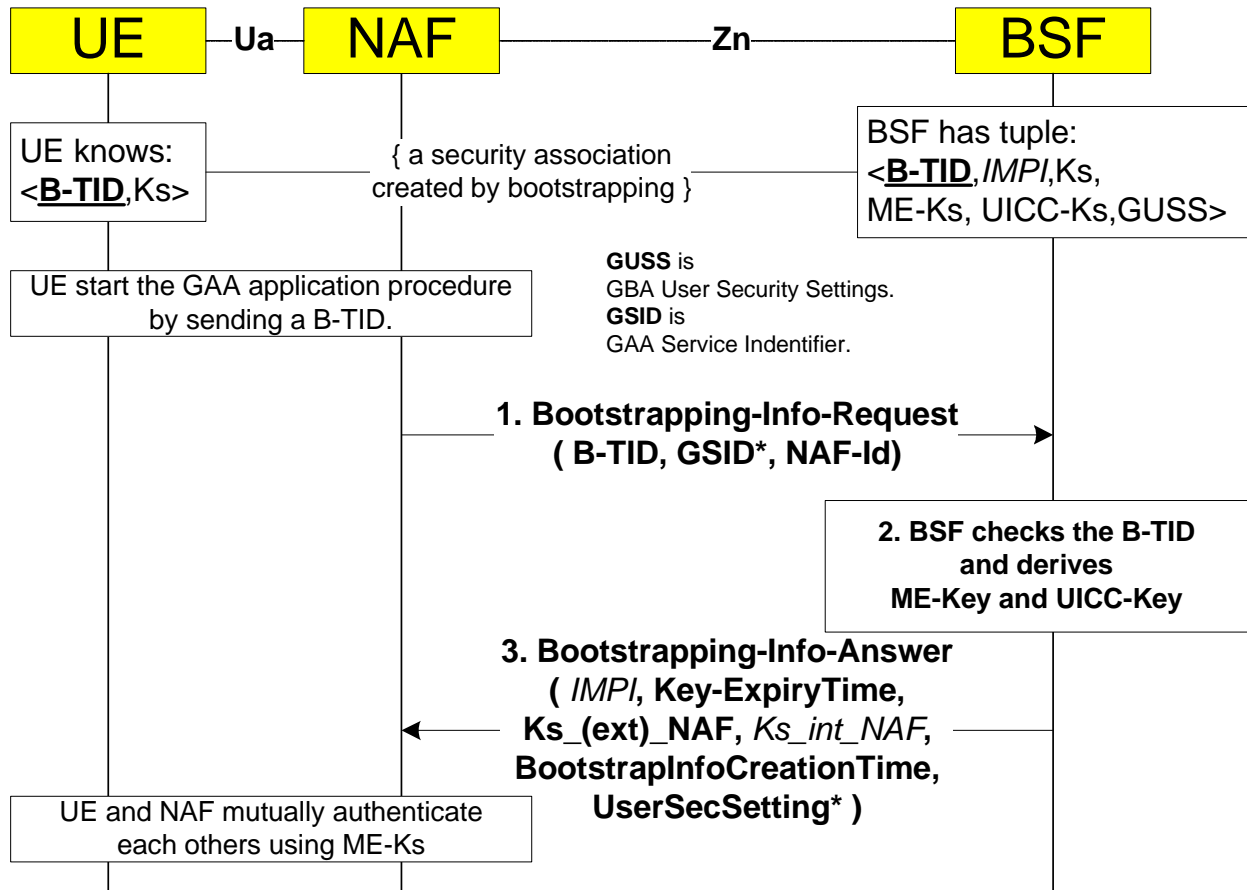 UE
Ua
NAF
Zn
BSF
UE knows:
<B-TID,Ks>
{ a security association
created by bootstrapping }
BSF has tuple:
<B-TID,IMPI,Ks,
ME-Ks, UICC-Ks,GUSS>
UE start the GAA application procedure
by sending a B-TID.
GUSS is
GBA User Security Settings.
GSID is
GAA Service Indentifier.
1. Bootstrapping-Info-Request
( B-TID, GSID*, NAF-Id)
2. BSF checks the B-TID
and derives
ME-Key and UICC-Key
3. Bootstrapping-Info-Answer
( IMPI, Key-ExpiryTime,
Ks_(ext)_NAF, Ks_int_NAF,
BootstrapInfoCreationTime,
UserSecSetting* )
UE and NAF mutually authenticate
each others using ME-Ks